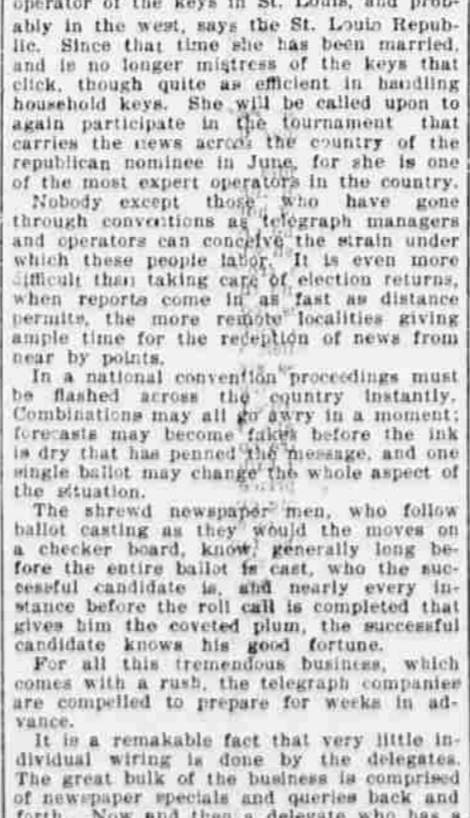 operator of the keys in St. Louis, and prob-
ably in the west, says the St. Louin Repub-
lic. Since that time she has been married,
and is no longer mistress of the keys that
click, though quite as efficient in handling
household keys. She will be called upon to
again participate in the tournament that
carries the news across the country of the
republican nominee in June, for she is one
of the most expert operators in the country.
Nobody except those who have gone
through conventions as telegraph managers
and operators can conceive the strain under
which these people labor. It is even more
difficult than taking care of election returns,
when reports come in as fast as distance
permits, the more remote localities giving
ample time for the reception of news from
near by points.
In a national convention proceedings must
be flashed across the country instantly.
Combinations may all go awry in a moment;
forecasts may become fakes before the ink
is dry that has penned the message, and one
single ballot may change the whole aspect of
the situation.
The shrewd newspaper men, who follow
ballot casting as they would the moves on
a checker board, know, generally long be-
fore the entire ballot is cast, who the suc-
cessful candidate is, and nearly every in-
stance before the roll call is completed that
gives him the coveted plum, the successful
candidate knows his good fortune.
For all this tremendous business, which
comes with a rush, the telegraph companies
are compelled to prepare for weeks in ad-
vance.
It is a remakable fact that very little in-
dividual wiring is done by the delegates.
The great bulk of the business is comprised
of newspaper specials and queries back and
forth. Now and then a delegate who has a